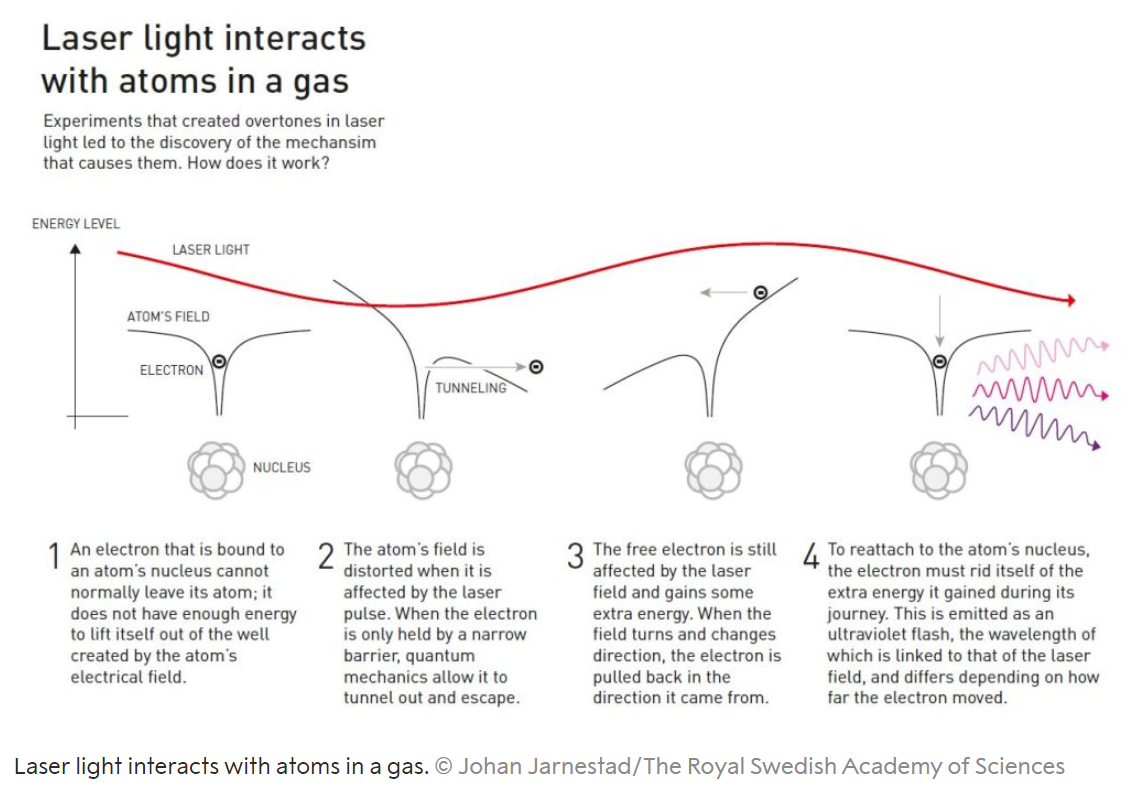 Laser light interacts
with atoms in a gas
Experiments that created overtones in laser
light led to the discovery of the mechansim
that causes them. How does it work?
ENERGY LEVEL
LASER LIGHT
ATOM'S FIELD
ELECTRON
TUNNELING
NUCLEUS
1 An electron that is bound to
an atom's nucleus cannot
normally leave its atom; it
does not have enough energy
to lift itself out of the well
created by the atom's
electrical field.
2 The atom's field is
distorted when it is
affected by the laser
pulse. When the electron
is only held by a narrow
barrier, quantum
mechanics allow it to
tunnel out and escape.
3 The free electron is still
affected by the laser
field and gains some
extra energy. When the
field turns and changes
direction, the electron is
pulled back in the
direction it came from.
4 To reattach to the atom's nucleus,
the electron must rid itself of the
extra energy it gained during its
journey. This is emitted as an
ultraviolet flash, the wavelength of
which is linked to that of the laser
field, and differs depending on how
far the electron moved.
Laser light interacts with atoms in a gas. © Johan Jarnestad/The Royal Swedish Academy of Sciences